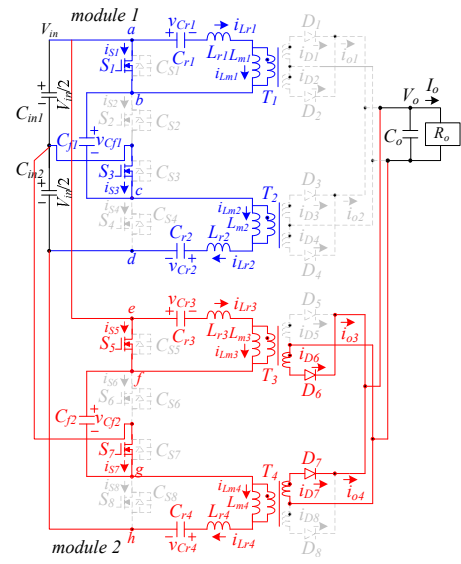 module 1
V_in
a
v_Cr1
i_Lr1
i_S1
S_1
C_S1
C_r1
L_r1
L_m1
i_Lm1
T_1
D_1
i_D1
i_o1
i_D2
D_2
C_in1
V_in/2
b
i_S2
S_2
C_S2
C_f1
v_Cf1
V_o
I_o
C_o
R_o
C_in2
V_in/2
S_3
i_S3
C_S3
c
i_S4
S_4
C_S4
d
T_2
i_Lm2
L_m2
C_r2
L_r2
v_Cr2
i_Lr2
D_3
i_D3
i_o2
i_D4
D_4
e
v_Cr3
i_Lr3
i_S5
S_5
C_S5
C_r3
L_r3
L_m3
i_Lm3
T_3
D_5
i_D5
i_D6
D_6
i_o3
f
i_S6
S_6
C_S6
C_f2
v_Cf2
S_7
i_S7
C_S7
g
i_S8
S_8
C_S8
h
T_4
i_Lm4
L_m4
C_r4
L_r4
v_Cr4
i_Lr4
D_7
i_D7
i_o4
i_D8
D_8
module 2